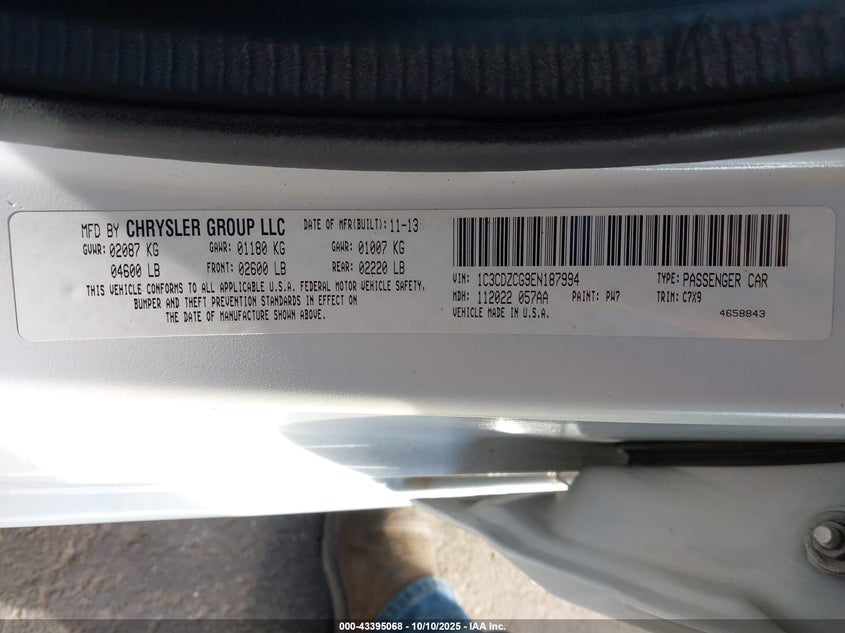 MFD BY CHRYSLER GROUP LLC DATE OF MFR(BUILT): 11-13
GVWR: 02087 KG GAWR: 01180 KG GAWR: 01007 KG
04600 LB FRONT: 02600 LB REAR: 02220 LB
THIS VEHICLE CONFORMS TO ALL APPLICABLE U.S.A. FEDERAL MOTOR VEHICLE SAFETY,
BUMPER AND THEFT PREVENTION STANDARDS IN EFFECT ON
THE DATE OF MANUFACTURE SHOWN ABOVE.
VIN: 1C3CDZCG9EN187994 TYPE: PASSENGER CAR
MDH: 112022 057AA PAINT: PW7 TRIM: C7X9
VEHICLE MADE IN U.S.A.
4658843
000-43395068 - 10/10/2025 - IAA Inc.